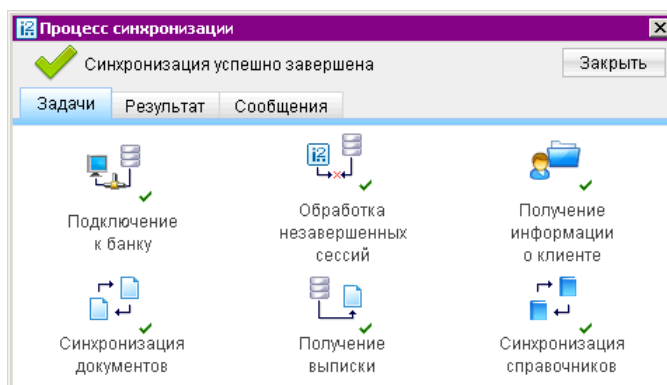 Процесс синхронизации
Синхронизация успешно завершена
Закрыть
Задачи Результат Сообщения
Подключение
к банку
Обработка
незавершенных
сессий
Получение
информации
о клиенте
Синхронизация
документов
Получение
выписки
Синхронизация
справочников